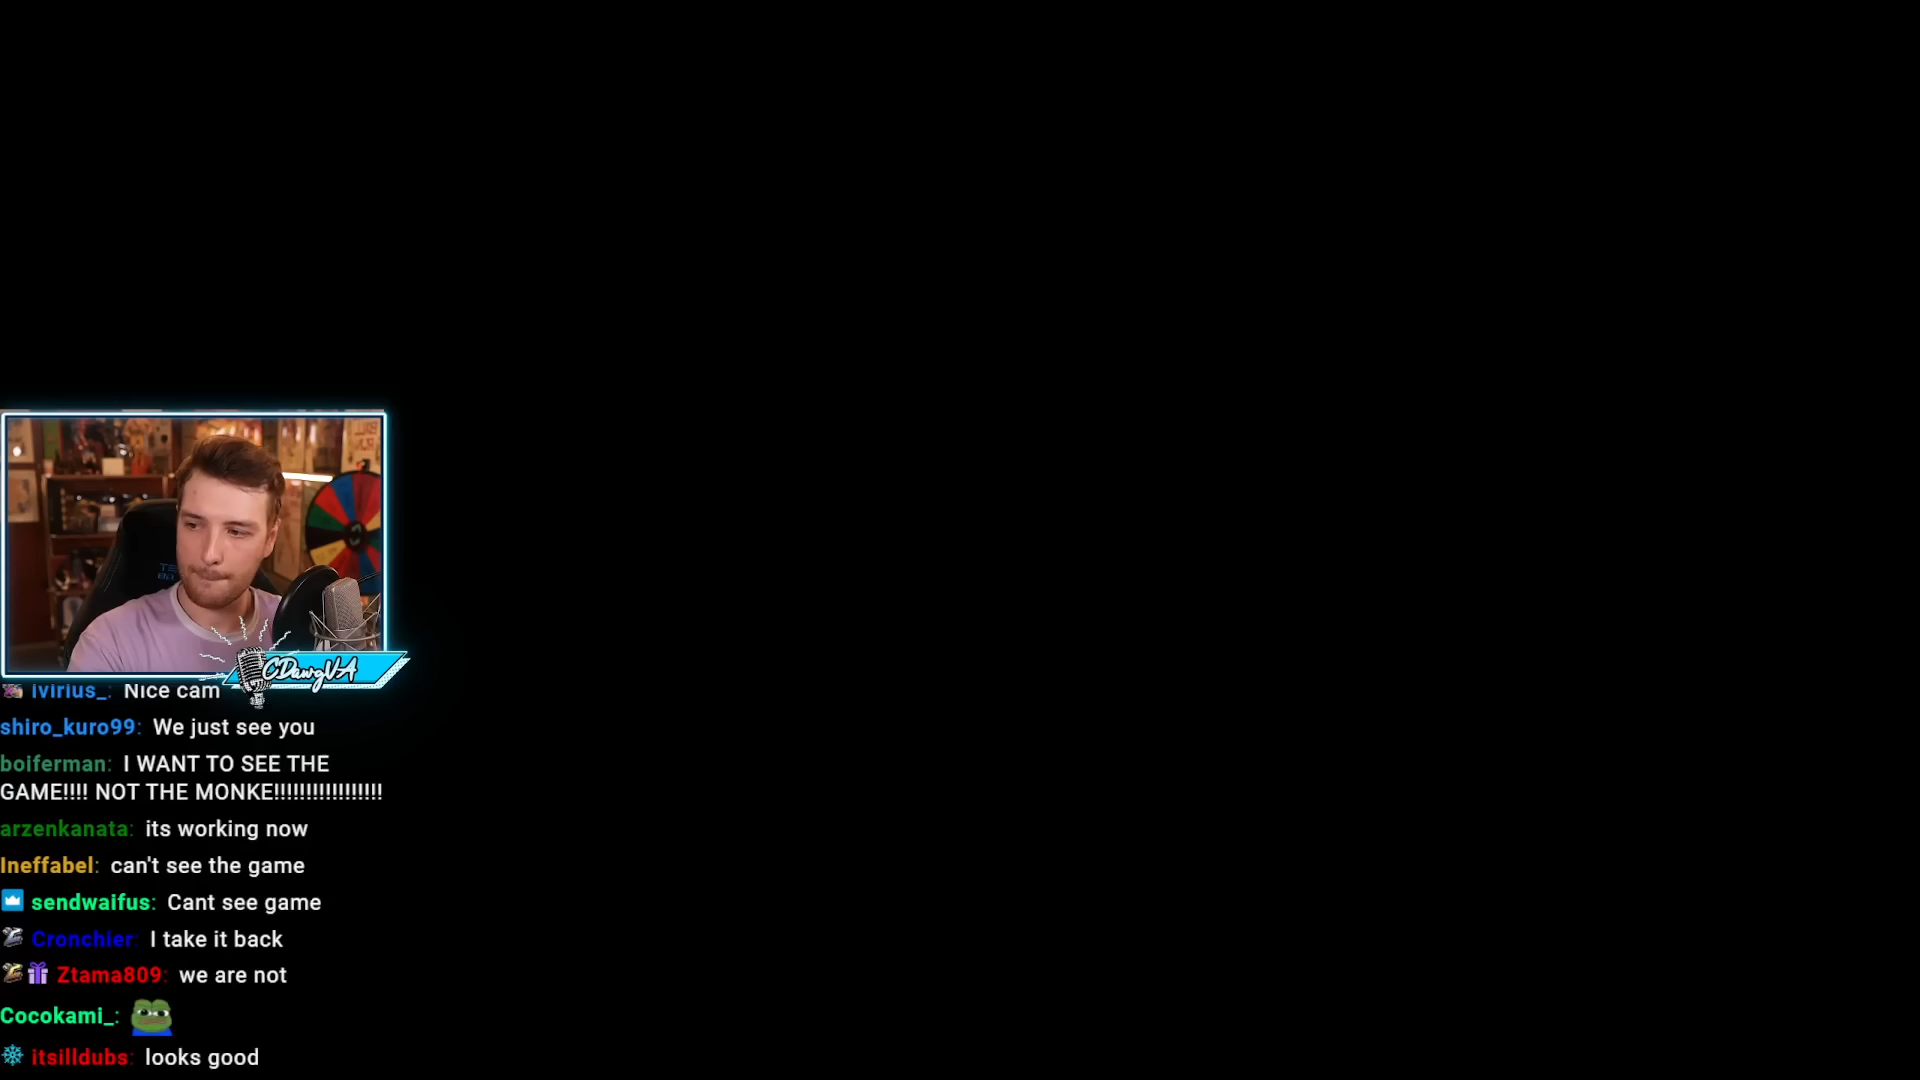 CDawgVA
ivirius_: Nice cam
shiro_kuro99: We just see you
boiferman: I WANT TO SEE THE
GAME!!!! NOT THE MONKE!!!!!!!!!!!!!!!!!
arzenkanata: its working now
Ineffabel: can't see the game
sendwaifus: Cant see game
Cronchier: I take it back
Ztama809: we are not
Cocokami_:
itsilldubs: looks good